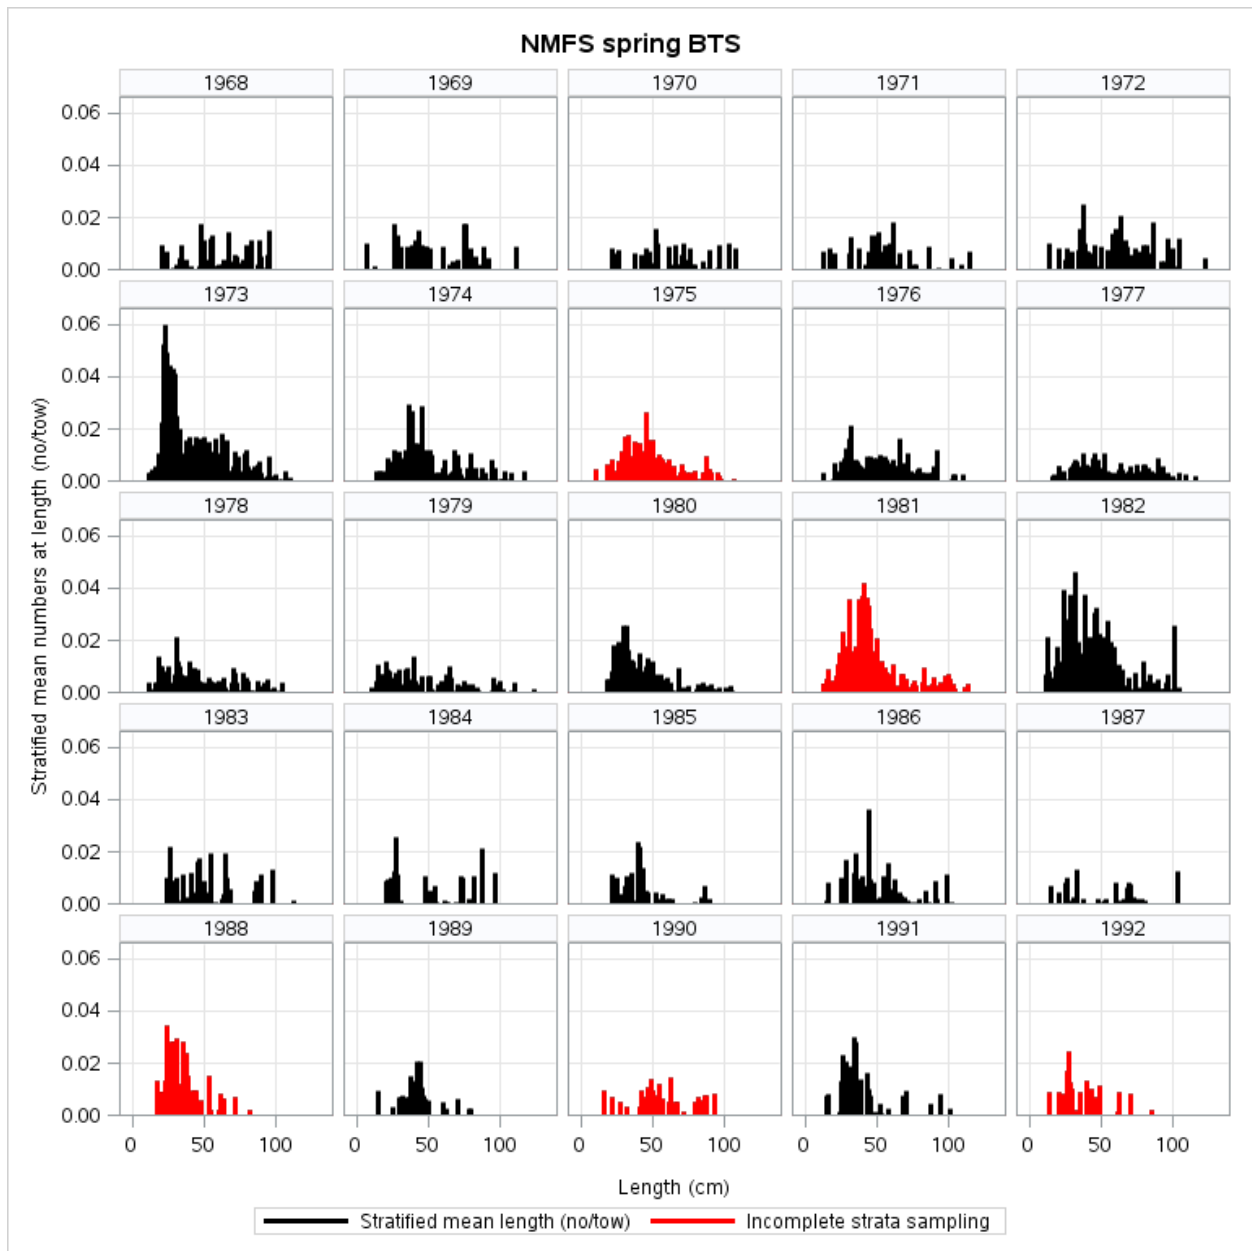 NMFS spring BTS
1968 1969 1970 1971 1972
0.06
0.04
0.02
0.00
1973 1974 1975 1976 1977
0.06
0.04
0.02
0.00
1978 1979 1980 1981 1982
0.06
0.04
0.02
0.00
1983 1984 1985 1986 1987
0.06
0.04
0.02
0.00
1988 1989 1990 1991 1992
0.06
0.04
0.02
0.00
Stratified mean numbers at length (no/tow)
0 50 100 0 50 100 0 50 100 0 50 100 0 50 100
Length (cm)
Stratified mean length (no/tow) Incomplete strata sampling